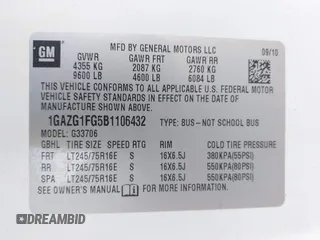 GM
MFD BY GENERAL MOTORS LLC
GVWR GAWR FRT GAWR RR 09/10
4355 KG 2087 KG 2760 KG
9600 LB 4600 LB 6084 LB
THIS VEHICLE CONFORMS TO ALL APPLICABLE U.S. FEDERAL
MOTOR VEHICLE SAFETY STANDARDS IN EFFECT ON THE DATE
OF MANUFACTURE SHOWN ABOVE.
1GAZG1FG5B1106432 TYPE: BUS – NOT SCHOOL BUS
MODEL: G33706
GBHL TIRE SIZE SPEED RTG RIM COLD TIRE PRESSURE
FRT LT245/75R16E S 16X6.5J 380KPA(55PSI)
RR LT245/75R16E S 16X6.5J 550KPA(80PSI)
SPA LT245/75R16E S 16X6.5J 550KPA(80PSI)
SEE OWNER'S MANUAL FOR MORE INFORMATION.
DREAMBID.COM